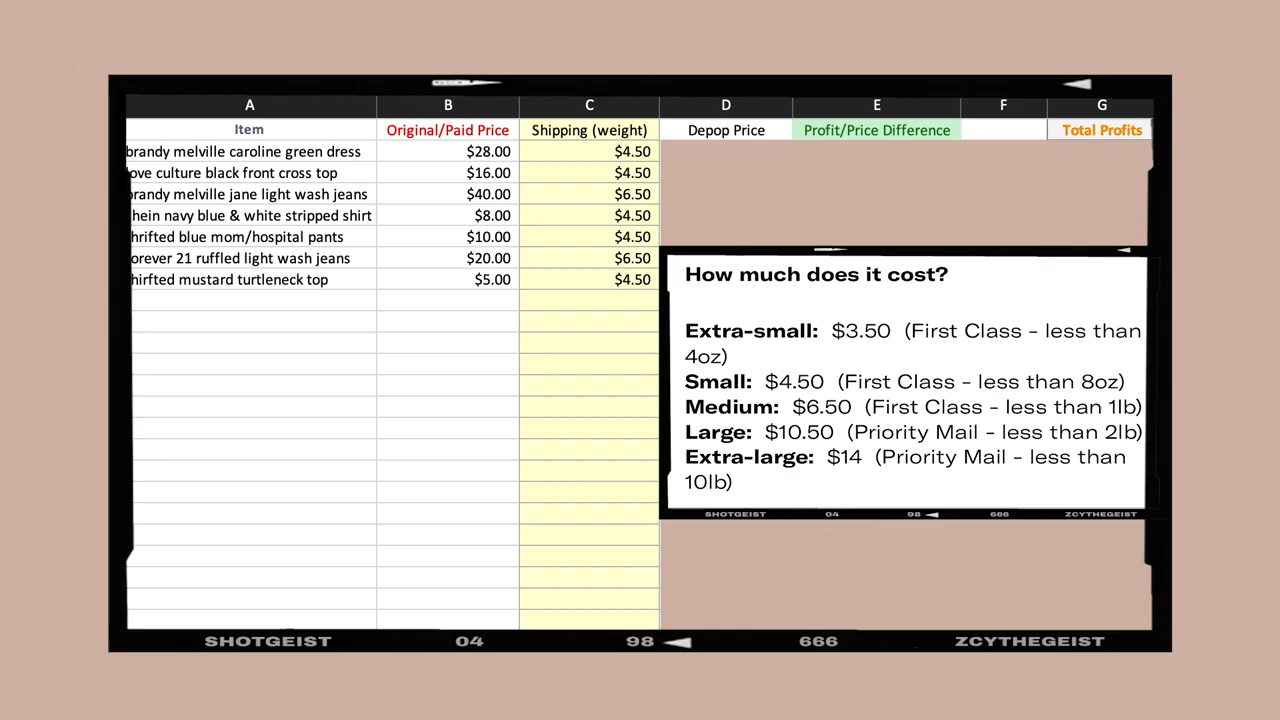 A B C D E F G
Item Original/Paid Price Shipping (weight) Depop Price Profit/Price Difference Total Profits
brandy melville caroline green dress $28.00 $4.50
ove culture black front cross top $16.00 $4.50
brandy melville jane light wash jeans $40.00 $6.50
hein navy blue & white stripped shirt $8.00 $4.50
hrifted blue mom/hospital pants $10.00 $4.50
orever 21 ruffled light wash jeans $20.00 $6.50
hirfted mustard turtleneck top $5.00 $4.50
How much does it cost?
Extra-small: $3.50 (First Class - less than
4oz)
Small: $4.50 (First Class - less than 8oz)
Medium: $6.50 (First Class - less than 1lb)
Large: $10.50 (Priority Mail - less than 2lb)
Extra-large: $14 (Priority Mail - less than
10lb)
SHOTGEIST 04 98 666 ZCYTHEGEIST
SHOTGEIST 04 98 666 ZCYTHEGEIST